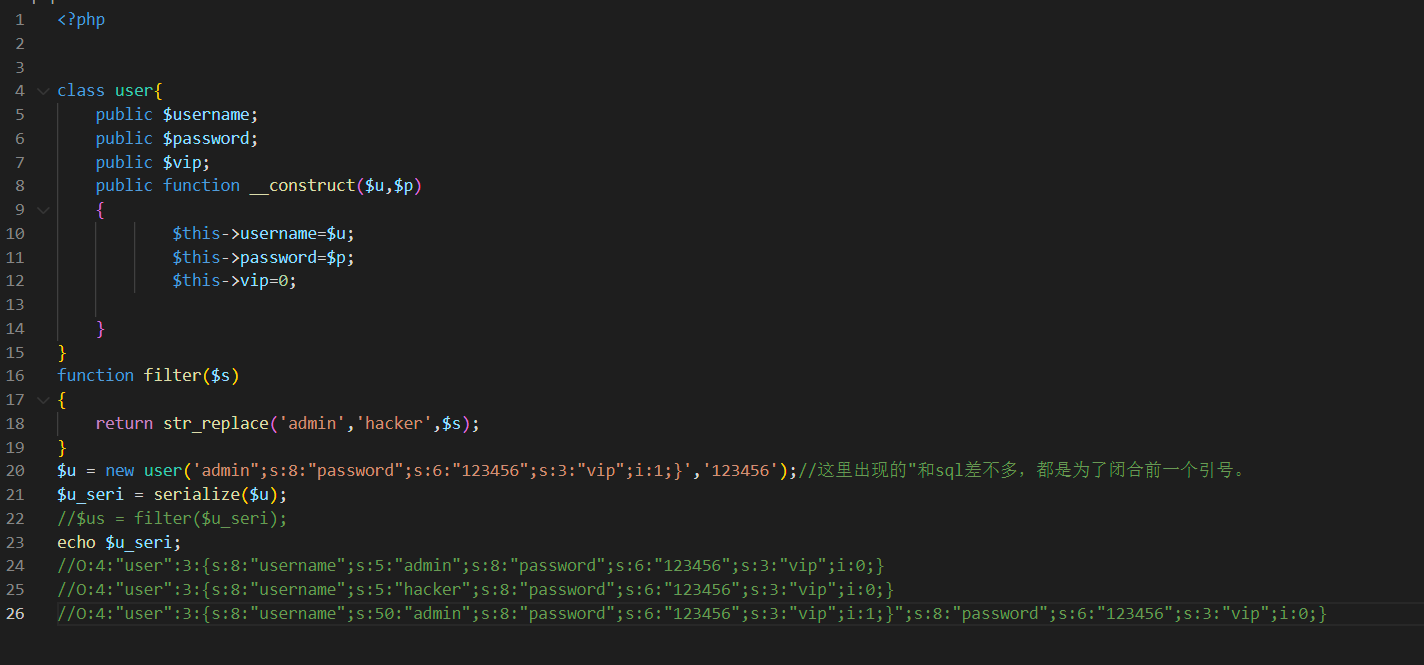 1 <?php
2
3
4 class user{
5 public $username;
6 public $password;
7 public $vip;
8 public function __construct($u,$p)
9 {
10 $this->username=$u;
11 $this->password=$p;
12 $this->vip=0;
13
14 }
15 }
16 function filter($s)
17 {
18 return str_replace('admin','hacker',$s);
19 }
20 $u = new user('admin";s:8:"password";s:6:"123456";s:3:"vip";i:1;}','123456');//这里出现的"和sql差不多，都是为了闭合前一个引号。
21 $u_seri = serialize($u);
22 //$us = filter($u_seri);
23 echo $u_seri;
24 //O:4:"user":3:{s:8:"username";s:5:"admin";s:8:"password";s:6:"123456";s:3:"vip";i:0;}
25 //O:4:"user":3:{s:8:"username";s:5:"hacker";s:8:"password";s:6:"123456";s:3:"vip";i:0;}
26 //O:4:"user":3:{s:8:"username";s:50:"admin";s:8:"password";s:6:"123456";s:3:"vip";i:1;}";s:8:"password";s:6:"123456";s:3:"vip";i:0;}